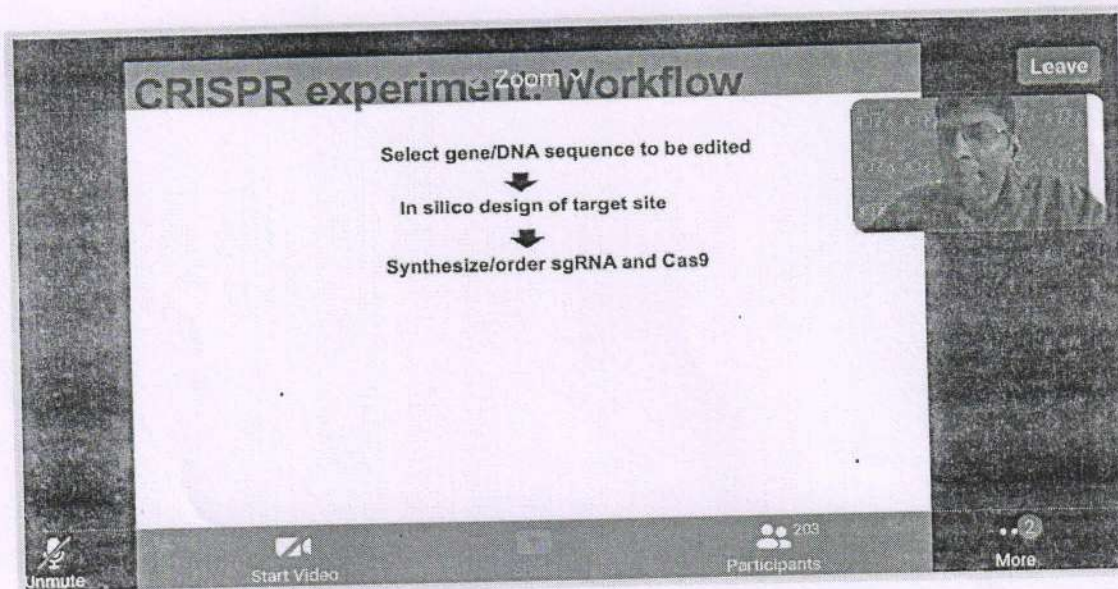 Zoom
Leave
CRISPR experiment: Workflow
Select gene/DNA sequence to be edited
In silico design of target site
Synthesize/order sgRNA and Cas9
Unmute
Start Video
203
Participants
2
More